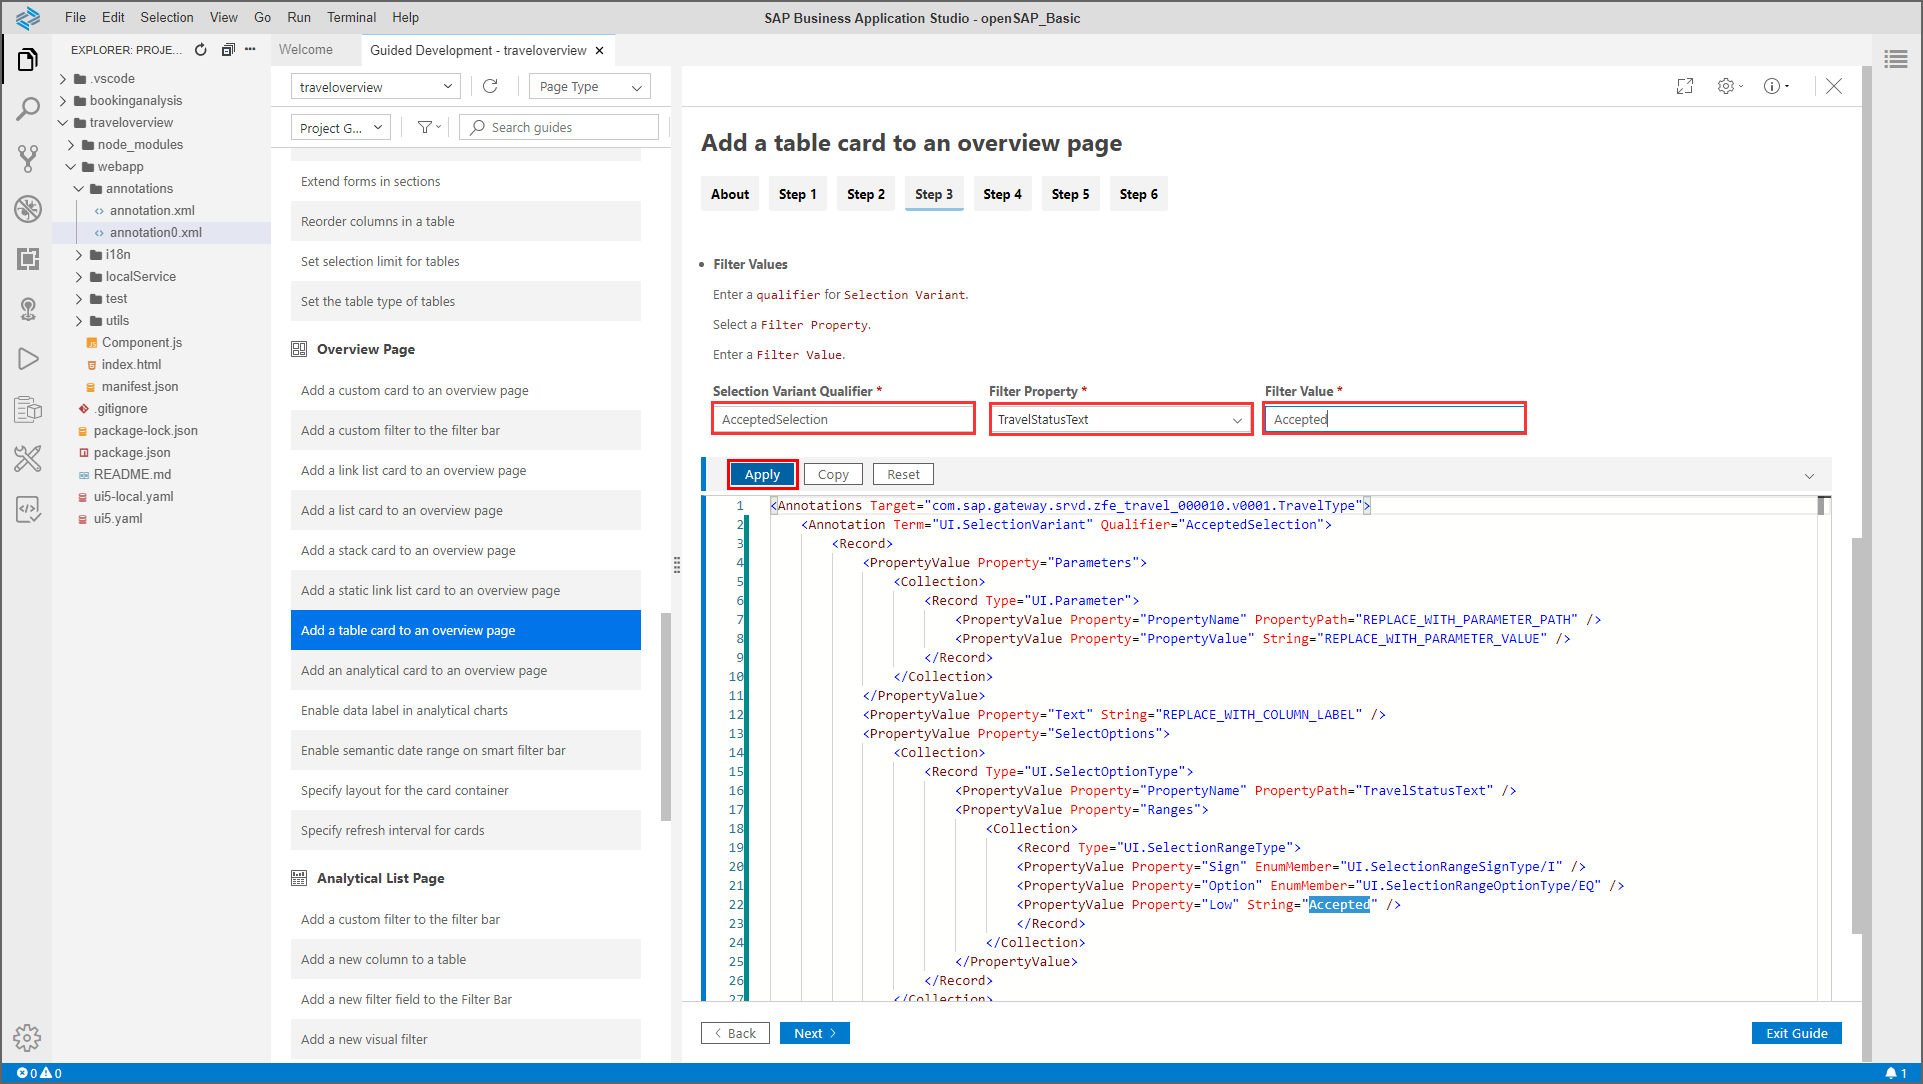 File Edit Selection View Go Run Terminal Help
SAP Business Application Studio - openSAP_Basic
EXPLORER: PROJE...
Welcome
Guided Development - traveloverview
.vscode
bookinganalysis
traveloverview
node_modules
webapp
annotations
annotation.xml
annotation0.xml
i18n
localService
test
utils
Component.js
index.html
manifest.json
.gitignore
package-lock.json
package.json
README.md
ui5-local.yaml
ui5.yaml
traveloverview
Page Type
Project G...
Search guides
Extend forms in sections
Reorder columns in a table
Set selection limit for tables
Set the table type of tables
Overview Page
Add a custom card to an overview page
Add a custom filter to the filter bar
Add a link list card to an overview page
Add a list card to an overview page
Add a stack card to an overview page
Add a static link list card to an overview page
Add a table card to an overview page
Add an analytical card to an overview page
Enable data label in analytical charts
Enable semantic date range on smart filter bar
Specify layout for the card container
Specify refresh interval for cards
Analytical List Page
Add a custom filter to the filter bar
Add a new column to a table
Add a new filter field to the Filter Bar
Add a new visual filter
Add a table card to an overview page
About Step 1 Step 2 Step 3 Step 4 Step 5 Step 6
• Filter Values
Enter a qualifier for Selection Variant.
Select a Filter Property.
Enter a Filter Value.
Selection Variant Qualifier * Filter Property * Filter Value *
AcceptedSelection TravelStatusText Accepted
Apply Copy Reset
1 <Annotations Target="com.sap.gateway.srvd.zfe_travel_000010.v0001.TravelType">
2 <Annotation Term="UI.SelectionVariant" Qualifier="AcceptedSelection">
3 <Record>
4 <PropertyValue Property="Parameters">
5 <Collection>
6 <Record Type="UI.Parameter">
7 <PropertyValue Property="PropertyName" PropertyPath="REPLACE_WITH_PARAMETER_PATH" />
8 <PropertyValue Property="PropertyValue" String="REPLACE_WITH_PARAMETER_VALUE" />
9 </Record>
10 </Collection>
11 </PropertyValue>
12 <PropertyValue Property="Text" String="REPLACE_WITH_COLUMN_LABEL" />
13 <PropertyValue Property="SelectOptions">
14 <Collection>
15 <Record Type="UI.SelectOptionType">
16 <PropertyValue Property="PropertyName" PropertyPath="TravelStatusText" />
17 <PropertyValue Property="Ranges">
18 <Collection>
19 <Record Type="UI.SelectionRangeType">
20 <PropertyValue Property="Sign" EnumMember="UI.SelectionRangeSignType/I" />
21 <PropertyValue Property="Option" EnumMember="UI.SelectionRangeOptionType/EQ" />
22 <PropertyValue Property="Low" String="Accepted" />
23 </Record>
24 </Collection>
25 </PropertyValue>
26 </Record>
27 </Collection>
Back Next Exit Guide
0 0 1